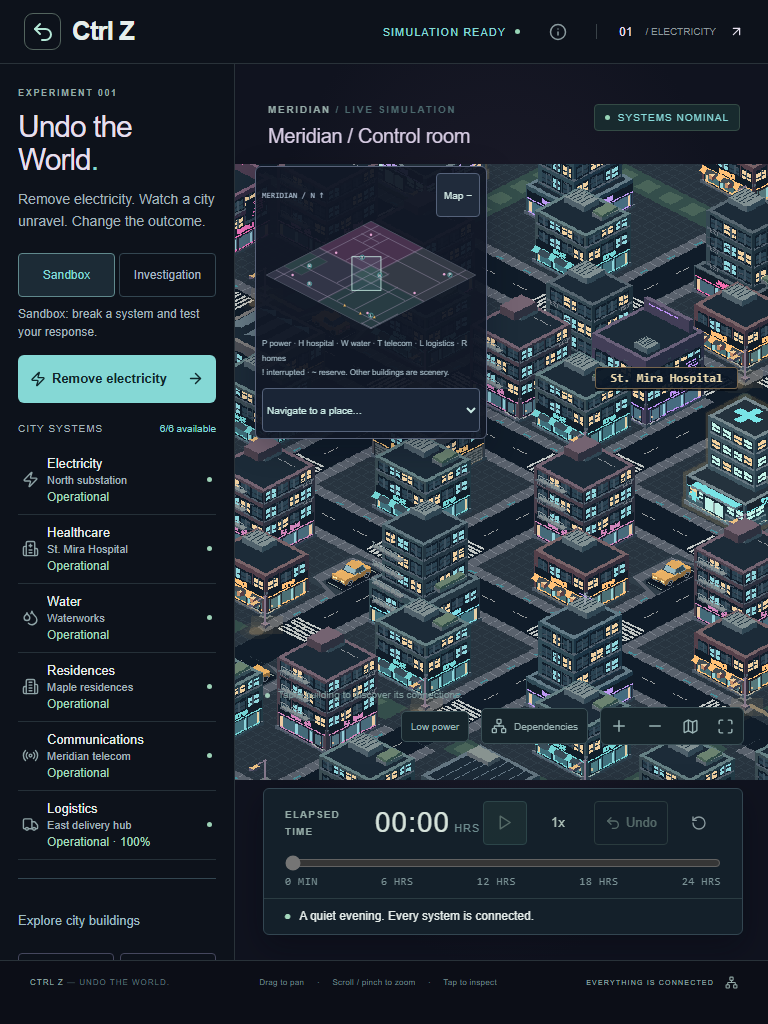 Ctrl Z
SIMULATION READY
01 / ELECTRICITY
EXPERIMENT 001
Undo the
World.
Remove electricity. Watch a city
unravel. Change the outcome.
Sandbox
Investigation
Sandbox: break a system and test
your response.
Remove electricity
CITY SYSTEMS
6/6 available
Electricity
North substation
Operational
Healthcare
St. Mira Hospital
Operational
Water
Waterworks
Operational
Residences
Maple residences
Operational
Communications
Meridian telecom
Operational
Logistics
East delivery hub
Operational · 100%
Explore city buildings
MERIDIAN / LIVE SIMULATION
Meridian / Control room
SYSTEMS NOMINAL
MERIDIAN / N ↑
Map −
P power · H hospital · W water · T telecom · L logistics · R
homes
! interrupted · ~ reserve. Other buildings are scenery.
Navigate to a place...
St. Mira Hospital
Tap a building to discover its connections
Low power
Dependencies
ELAPSED
TIME
00:00 HRS
1x
Undo
0 MIN
6 HRS
12 HRS
18 HRS
24 HRS
A quiet evening. Every system is connected.
CTRL Z — UNDO THE WORLD.
Drag to pan · Scroll / pinch to zoom · Tap to inspect
EVERYTHING IS CONNECTED